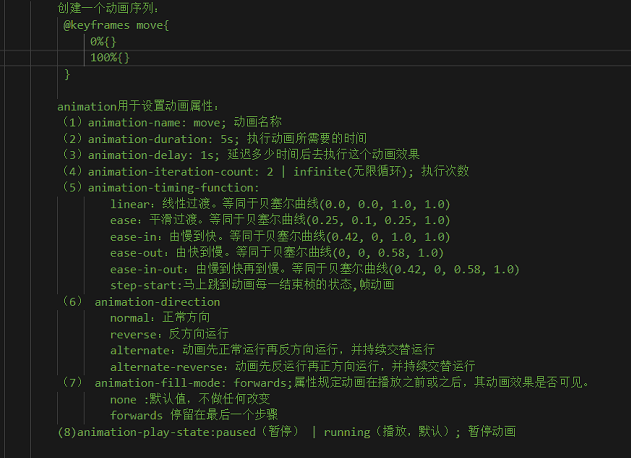 创建一个动画序列：
@keyframes move{
0%{}
100%{}
}
animation用于设置动画属性：
（1）animation-name: move; 动画名称
（2）animation-duration: 5s; 执行动画所需要的时间
（3）animation-delay: 1s; 延迟多少时间后去执行这个动画效果
（4）animation-iteration-count: 2 | infinite(无限循环); 执行次数
（5）animation-timing-function:
linear：线性过渡。等同于贝塞尔曲线(0.0, 0.0, 1.0, 1.0)
ease：平滑过渡。等同于贝塞尔曲线(0.25, 0.1, 0.25, 1.0)
ease-in：由慢到快。等同于贝塞尔曲线(0.42, 0, 1.0, 1.0)
ease-out：由快到慢。等同于贝塞尔曲线(0, 0, 0.58, 1.0)
ease-in-out：由慢到快再到慢。等同于贝塞尔曲线(0.42, 0, 0.58, 1.0)
step-start:马上跳到动画每一结束桢的状态,帧动画
（6） animation-direction
normal：正常方向
reverse：反方向运行
alternate：动画先正常运行再反方向运行，并持续交替运行
alternate-reverse：动画先反运行再正方向运行，并持续交替运行
（7） animation-fill-mode: forwards;属性规定动画在播放之前或之后，其动画效果是否可见。
none :默认值，不做任何改变
forwards 停留在最后一个步骤
(8)animation-play-state:paused（暂停） | running（播放，默认）; 暂停动画